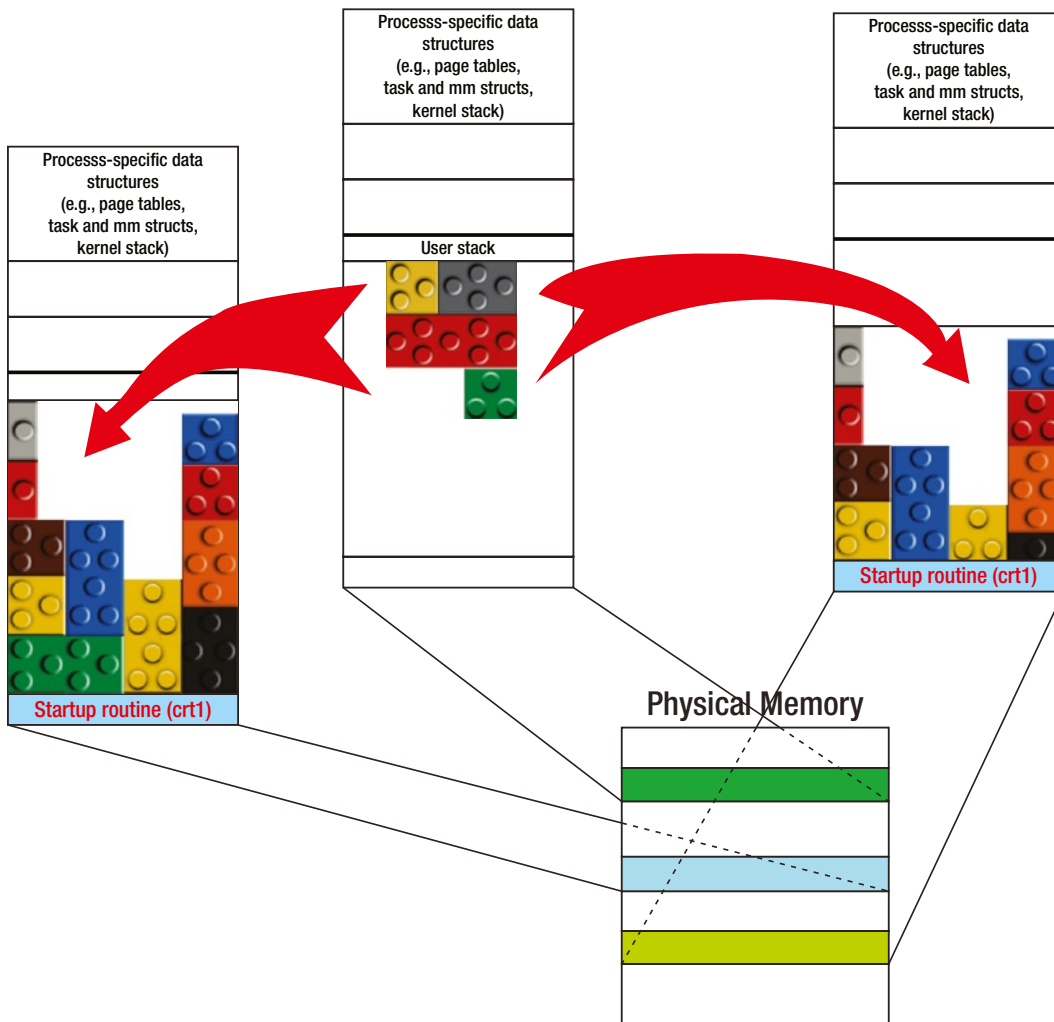 Processs-specific data
structures
(e.g., page tables,
task and mm structs,
kernel stack)
Processs-specific data
structures
(e.g., page tables,
task and mm structs,
kernel stack)
User stack
Processs-specific data
structures
(e.g., page tables,
task and mm structs,
kernel stack)
Startup routine (crt1)
Startup routine (crt1)
Physical Memory